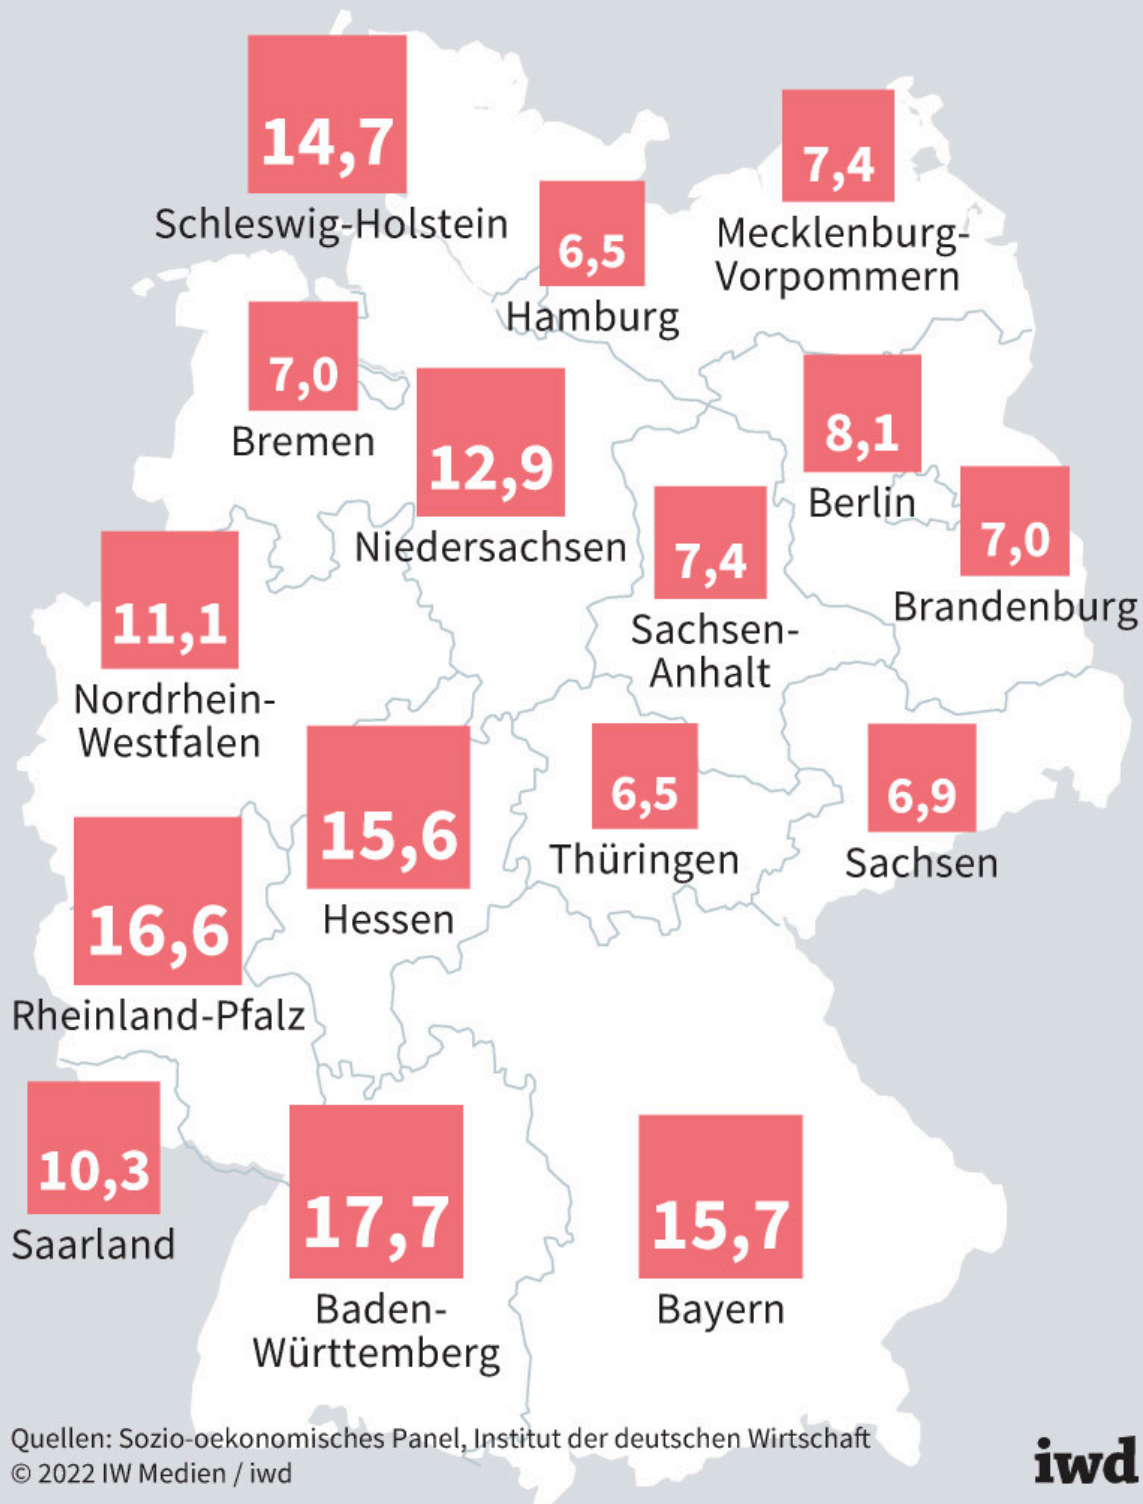 14,7
Schleswig-Holstein
7,4
Mecklenburg-
Vorpommern
6,5
Hamburg
7,0
Bremen
12,9
Niedersachsen
8,1
Berlin
7,0
Brandenburg
7,4
Sachsen-
Anhalt
11,1
Nordrhein-
Westfalen
15,6
Hessen
6,5
Thüringen
6,9
Sachsen
16,6
Rheinland-Pfalz
10,3
Saarland
17,7
Baden-
Württemberg
15,7
Bayern
Quellen: Sozio-oekonomisches Panel, Institut der deutschen Wirtschaft
© 2022 IW Medien / iwd
iwd